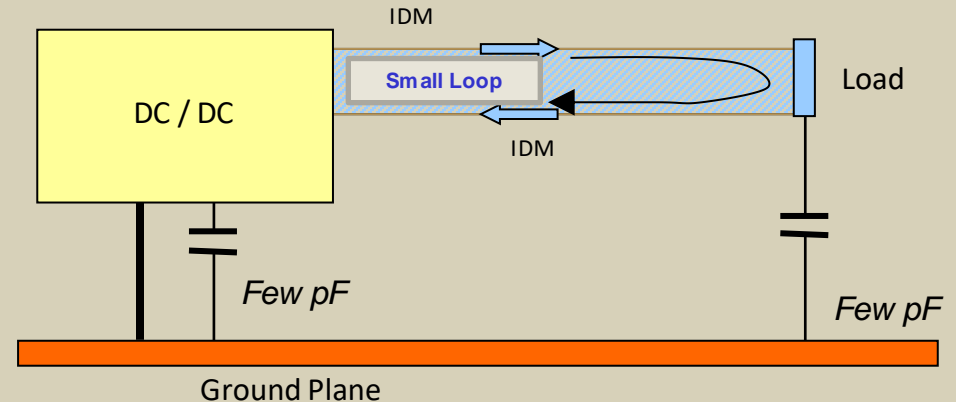 IDM
Small Loop
Load
DC / DC
IDM
Few pF
Few pF
Ground Plane